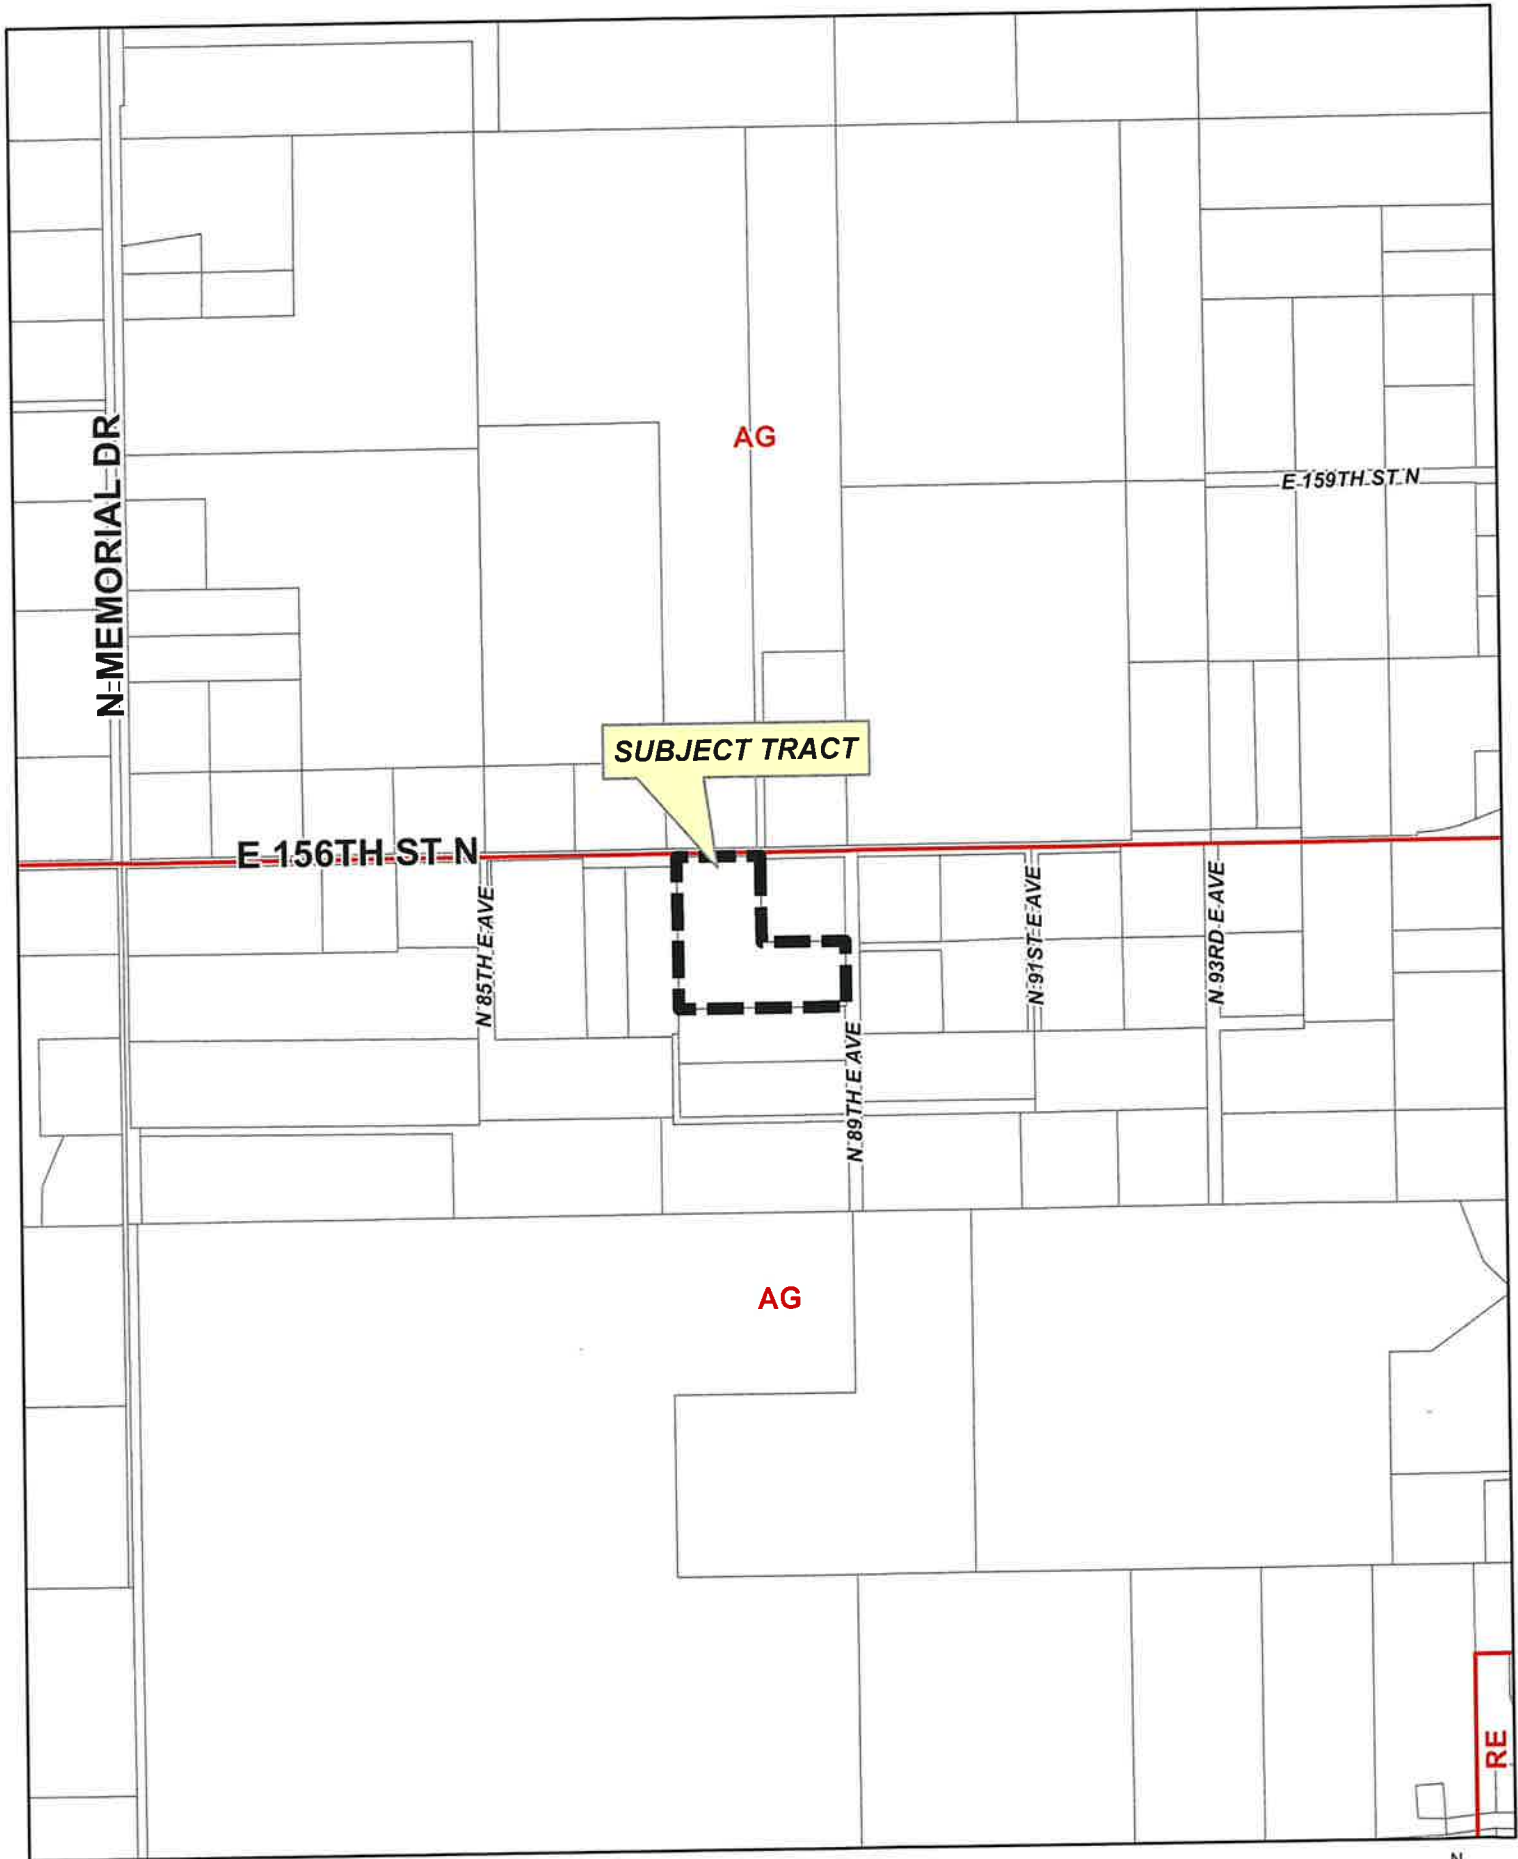 AG
E 159TH ST N
N MEMORIAL DR
SUBJECT TRACT
E 156TH ST N
N 85TH E AVE
N 91ST E AVE
N 93RD E AVE
N 89TH E AVE
AG
RE
N